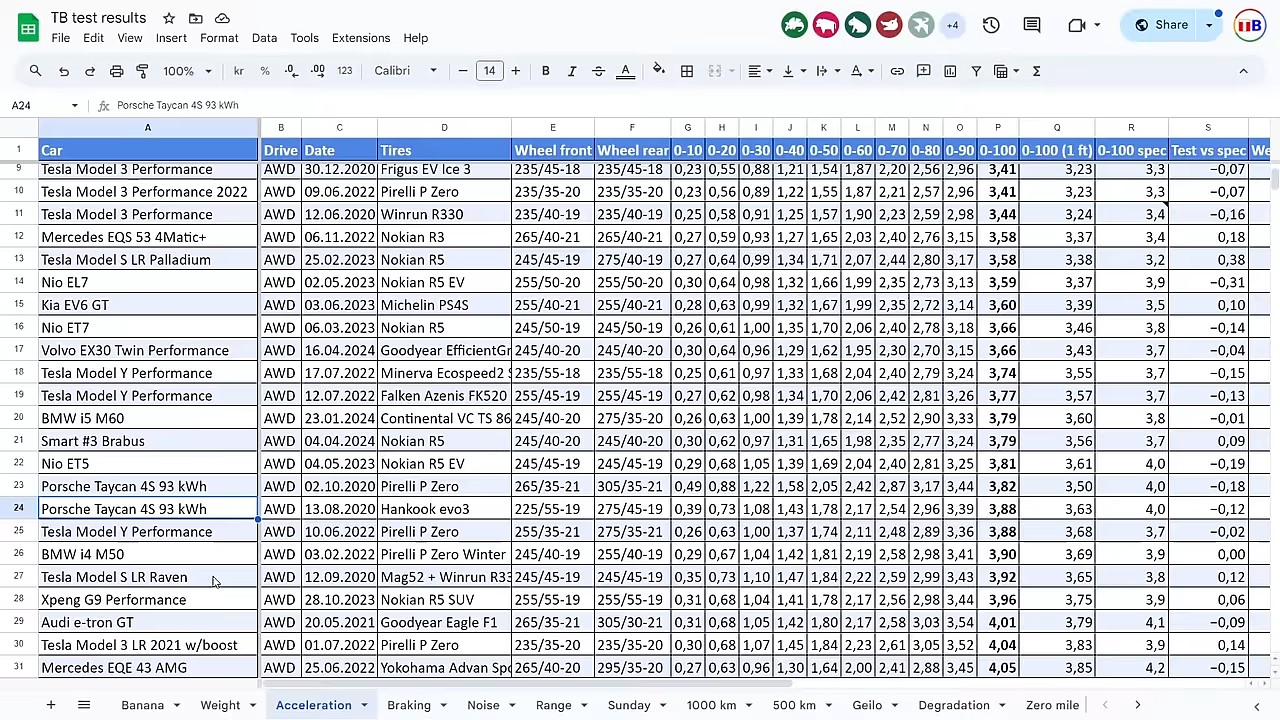 TB test results
File Edit View Insert Format Data Tools Extensions Help
+4 Share TTB
100% kr % .0 .00 123 Calibri 14 B I S A
A24 fx Porsche Taycan 4S 93 kWh
A B C D E F G H I J K L M N O P Q R S
1 Car Drive Date Tires Wheel front Wheel rear 0-10 0-20 0-30 0-40 0-50 0-60 0-70 0-80 0-90 0-100 0-100 (1 ft) 0-100 spec Test vs spec We
9 Tesla Model 3 Performance AWD 30.12.2020 Frigus EV Ice 3 235/45-18 235/45-18 0,23 0,55 0,88 1,21 1,54 1,87 2,20 2,56 2,96 3,41 3,23 3,3 −0,07
10 Tesla Model 3 Performance 2022 AWD 09.06.2022 Pirelli P Zero 235/35-20 235/35-20 0,23 0,56 0,89 1,22 1,55 1,87 2,21 2,57 2,96 3,41 3,23 3,3 −0,07
11 Tesla Model 3 Performance AWD 12.06.2020 Winrun R330 235/40-19 235/40-19 0,25 0,58 0,91 1,25 1,57 1,90 2,23 2,59 2,98 3,44 3,24 3,4 −0,16
12 Mercedes EQS 53 4Matic+ AWD 06.11.2022 Nokian R3 265/40-21 265/40-21 0,27 0,59 0,93 1,27 1,65 2,03 2,40 2,76 3,15 3,58 3,37 3,4 0,18
13 Tesla Model S LR Palladium AWD 25.02.2023 Nokian R5 245/45-19 275/40-19 0,27 0,64 0,99 1,34 1,71 2,07 2,44 2,80 3,17 3,58 3,38 3,2 0,38
14 Nio EL7 AWD 02.05.2023 Nokian R5 EV 255/50-20 255/50-20 0,30 0,64 0,98 1,32 1,66 1,99 2,35 2,73 3,13 3,59 3,37 3,9 −0,31
15 Kia EV6 GT AWD 03.06.2023 Michelin PS4S 255/40-21 255/40-21 0,28 0,63 0,99 1,32 1,67 1,99 2,35 2,72 3,14 3,60 3,39 3,5 0,10
16 Nio ET7 AWD 06.03.2023 Nokian R5 245/50-19 245/50-19 0,26 0,61 1,00 1,35 1,70 2,06 2,40 2,78 3,18 3,66 3,46 3,8 −0,14
17 Volvo EX30 Twin Performance AWD 16.04.2024 Goodyear EfficientGr 245/40-20 245/40-20 0,30 0,64 0,96 1,29 1,62 1,95 2,30 2,70 3,15 3,66 3,43 3,7 −0,04
18 Tesla Model Y Performance AWD 17.07.2022 Minerva Ecospeed2 S 235/55-18 235/55-18 0,25 0,61 0,97 1,33 1,68 2,04 2,40 2,79 3,24 3,74 3,55 3,7 −0,15
19 Tesla Model Y Performance AWD 12.07.2022 Falken Azenis FK520 255/45-19 255/45-19 0,27 0,62 0,98 1,34 1,70 2,06 2,42 2,81 3,26 3,77 3,57 3,7 −0,13
20 BMW i5 M60 AWD 23.01.2024 Continental VC TS 86 245/40-20 275/35-20 0,26 0,63 1,00 1,39 1,78 2,14 2,52 2,90 3,33 3,79 3,60 3,8 −0,01
21 Smart #3 Brabus AWD 04.04.2024 Nokian R5 245/40-20 245/40-20 0,30 0,62 0,97 1,31 1,65 1,98 2,35 2,77 3,24 3,79 3,56 3,7 0,09
22 Nio ET5 AWD 04.05.2023 Nokian R5 EV 245/45-19 245/45-19 0,29 0,68 1,05 1,39 1,69 2,04 2,40 2,81 3,25 3,81 3,61 4,0 −0,19
23 Porsche Taycan 4S 93 kWh AWD 02.10.2020 Pirelli P Zero 265/35-21 305/30-21 0,49 0,88 1,22 1,58 2,05 2,42 2,87 3,17 3,44 3,82 3,50 4,0 −0,18
24 Porsche Taycan 4S 93 kWh AWD 13.08.2020 Hankook evo3 225/55-19 275/45-19 0,39 0,73 1,08 1,43 1,78 2,17 2,54 2,96 3,39 3,88 3,63 4,0 −0,12
25 Tesla Model Y Performance AWD 10.06.2022 Pirelli P Zero 255/35-21 275/35-21 0,26 0,63 1,00 1,37 1,74 2,11 2,48 2,89 3,36 3,88 3,68 3,7 −0,02
26 BMW i4 M50 AWD 03.02.2022 Pirelli P Zero Winter 245/40-19 255/40-19 0,29 0,67 1,04 1,42 1,81 2,19 2,58 2,98 3,41 3,90 3,69 3,9 0,00
27 Tesla Model S LR Raven AWD 12.09.2020 Mag52 + Winrun R33 245/45-19 245/45-19 0,35 0,73 1,10 1,47 1,84 2,22 2,59 2,99 3,43 3,92 3,65 3,8 0,12
28 Xpeng G9 Performance AWD 28.10.2023 Nokian R5 SUV 255/55-19 255/55-19 0,31 0,68 1,04 1,41 1,78 2,17 2,56 2,98 3,44 3,96 3,75 3,9 0,06
29 Audi e-tron GT AWD 20.05.2021 Goodyear Eagle F1 265/35-21 305/30-21 0,31 0,68 1,05 1,42 1,80 2,17 2,58 3,03 3,54 4,01 3,79 4,1 −0,09
30 Tesla Model 3 LR 2021 w/boost AWD 01.07.2022 Pirelli P Zero 235/35-20 235/35-20 0,30 0,68 1,07 1,45 1,84 2,23 2,61 3,05 3,52 4,04 3,83 3,9 0,14
31 Mercedes EQE 43 AMG AWD 25.06.2022 Yokohama Advan Spo 265/40-20 295/35-20 0,27 0,63 0,96 1,30 1,64 2,00 2,41 2,88 3,45 4,05 3,85 4,2 −0,15
Banana Weight Acceleration Braking Noise Range Sunday 1000 km 500 km Geilo Degradation Zero mile